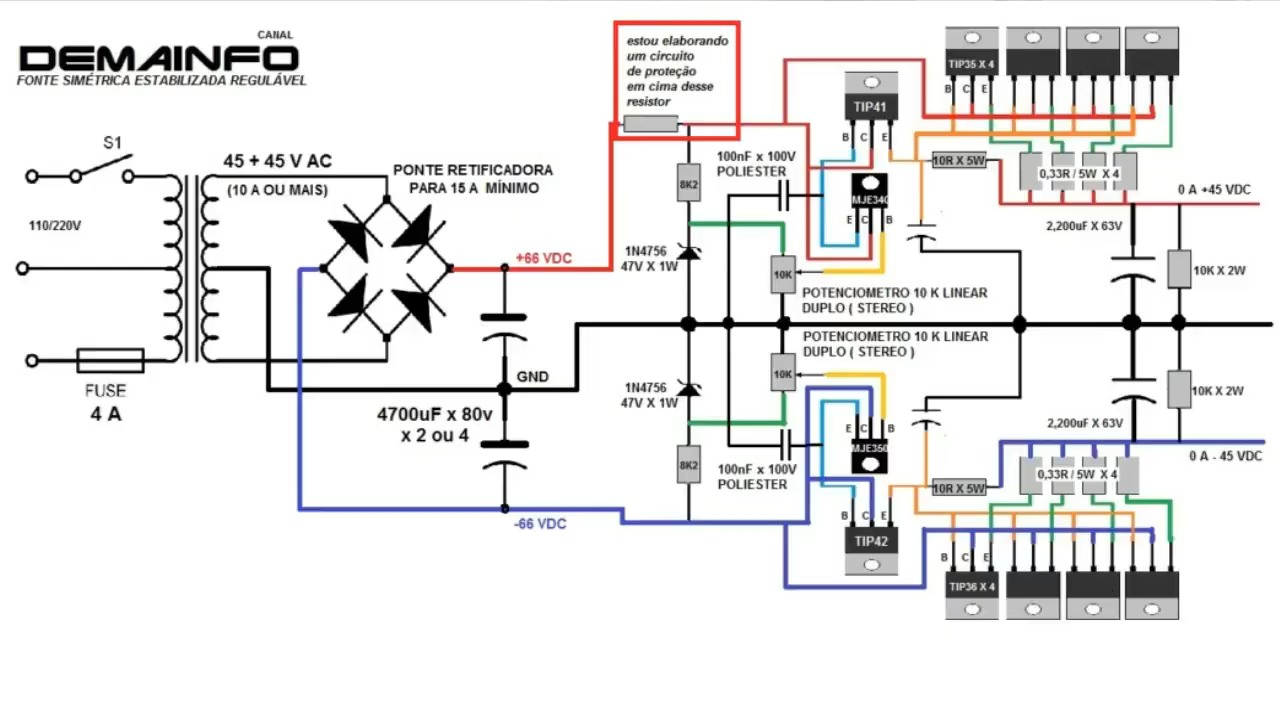 CANAL
DEMAINFO
FONTE SIMÉTRICA ESTABILIZADA REGULÁVEL
estou elaborando
um circuito
de proteção
em cima desse
resistor
S1
110/220V
FUSE
4 A
45 + 45 V AC
(10 A OU MAIS)
PONTE RETIFICADORA
PARA 15 A MÍNIMO
+66 VDC
GND
4700uF x 80v
x 2 ou 4
-66 VDC
8K2
1N4756
47V X 1W
1N4756
47V X 1W
8K2
100nF x 100V
POLIESTER
10K
POTENCIOMETRO 10 K LINEAR
DUPLO ( STEREO )
POTENCIOMETRO 10 K LINEAR
DUPLO ( STEREO )
10K
100nF x 100V
POLIESTER
TIP41
B C E
MJE340
E C B
E C B
MJE350
B C E
TIP42
TIP35 X 4
B C E
10R X 5W
0,33R / 5W X 4
0 A +45 VDC
2,200uF X 63V
10K X 2W
10K X 2W
2,200uF X 63V
0 A - 45 VDC
0,33R / 5W X 4
10R X 5W
B C E
TIP36 X 4